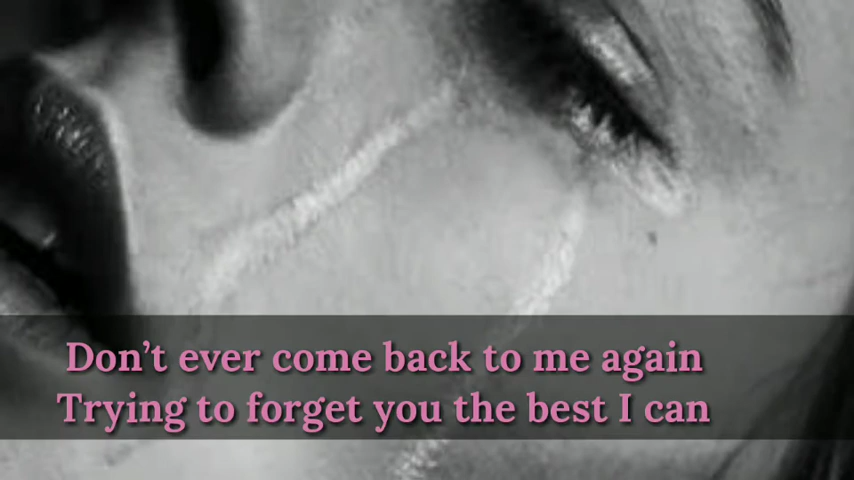 Don’t ever come back to me again
Trying to forget you the best I can